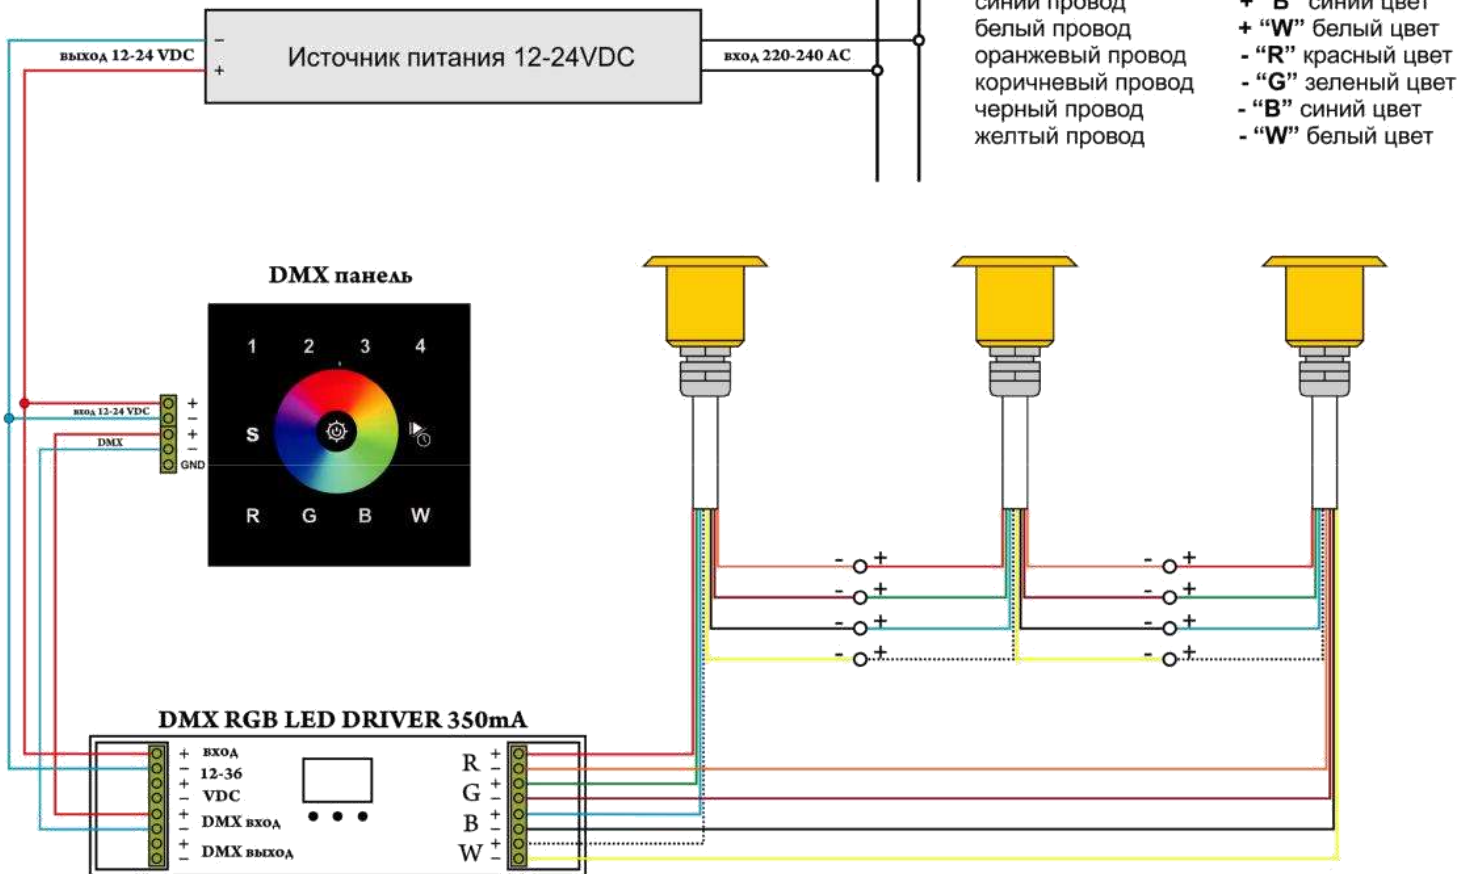 синий провод + "B" синий цвет
белый провод + “W” белый цвет
оранжевый провод - “R” красный цвет
коричневый провод - “G” зеленый цвет
черный провод - “B” синий цвет
желтый провод - “W” белый цвет
выход 12-24 VDC
-
+
Источник питания 12-24VDC
вход 220-240 AC
DMX панель
1 2 3 4
S
R G B W
вход 12-24 VDC
+
-
DMX
+
-
GND
- + - +
- + - +
- + - +
- + - +
DMX RGB LED DRIVER 350mA
+ вход
- 12-36
+
- VDC
+
- DMX вход
+
- DMX выход
R + -
G + -
B + -
W + -